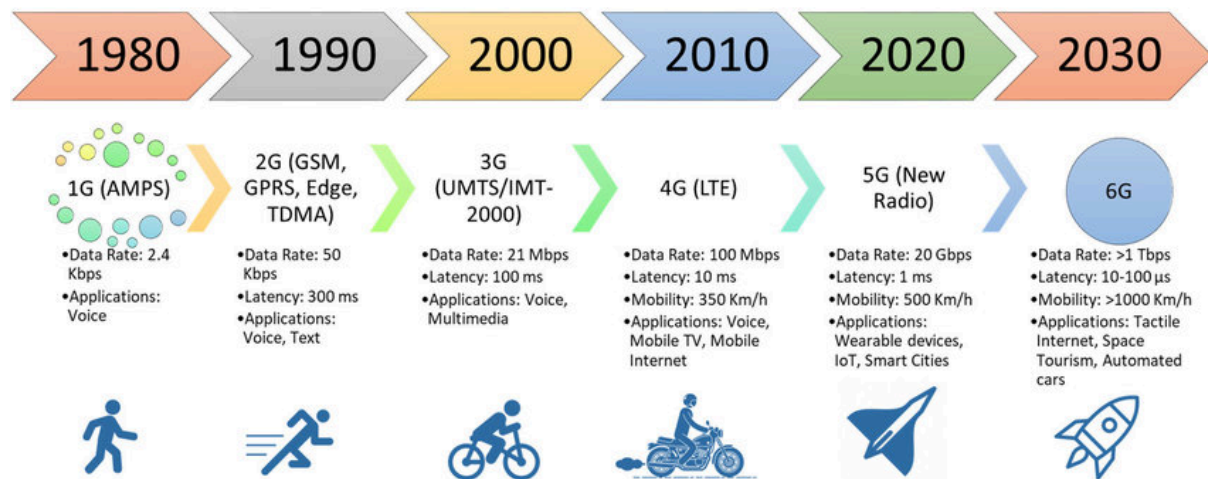 1980
1990
2000
2010
2020
2030
1G (AMPS)
•Data Rate: 2.4
Kbps
•Applications:
Voice
2G (GSM,
GPRS, Edge,
TDMA)
•Data Rate: 50
Kbps
•Latency: 300 ms
•Applications:
Voice, Text
3G
(UMTS/IMT-
2000)
•Data Rate: 21 Mbps
•Latency: 100 ms
•Applications: Voice,
Multimedia
4G (LTE)
•Data Rate: 100 Mbps
•Latency: 10 ms
•Mobility: 350 Km/h
•Applications: Voice,
Mobile TV, Mobile
Internet
5G (New
Radio)
•Data Rate: 20 Gbps
•Latency: 1 ms
•Mobility: 500 Km/h
•Applications:
Wearable devices,
IoT, Smart Cities
6G
•Data Rate: >1 Tbps
•Latency: 10-100 µs
•Mobility: >1000 Km/h
•Applications: Tactile
Internet, Space
Tourism, Automated
cars